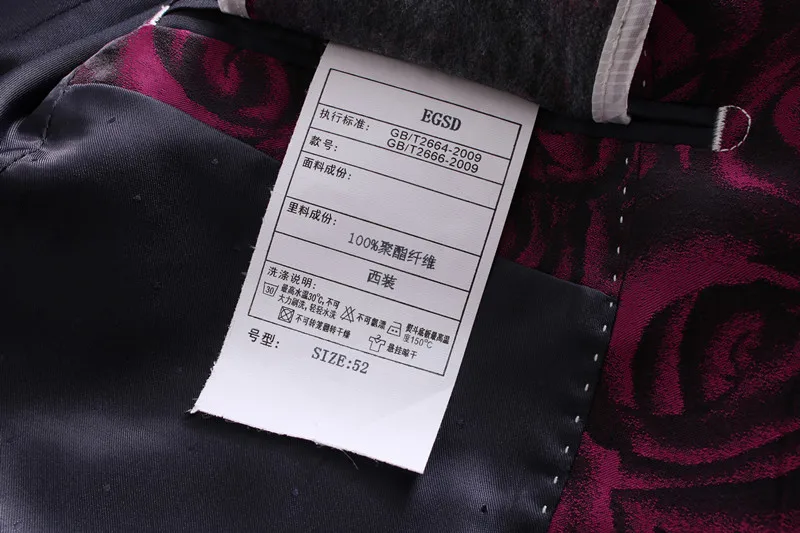 EGSD
执行标准: GB/T2664-2009
款号: GB/T2666-2009
面料成份:
里料成份:
100%聚酯纤维
西装
洗涤说明:
30 最高水温30℃,不可 不可氯漂 熨斗底板最高温
大力刷洗, 轻轻水洗 度150℃
不可转笼翻转干燥 悬挂晾干
号型: SIZE:52